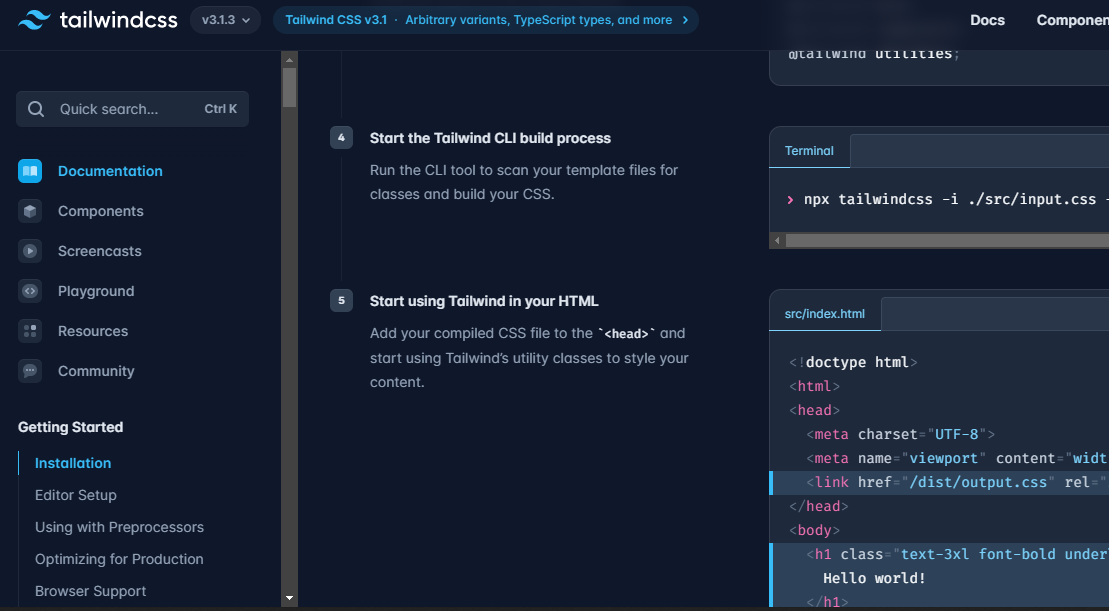 tailwindcss
v3.1.3
Tailwind CSS v3.1 · Arbitrary variants, TypeScript types, and more
Docs
Componen
Quick search...
Ctrl K
Documentation
Components
Screencasts
Playground
Resources
Community
Getting Started
Installation
Editor Setup
Using with Preprocessors
Optimizing for Production
Browser Support
@tailwind utilities;
4
Start the Tailwind CLI build process
Run the CLI tool to scan your template files for
classes and build your CSS.
Terminal
> npx tailwindcss -i ./src/input.css -
5
Start using Tailwind in your HTML
Add your compiled CSS file to the `<head>` and
start using Tailwind's utility classes to style your
content.
src/index.html
<!doctype html>
<html>
<head>
<meta charset="UTF-8">
<meta name="viewport" content="widt
<link href="/dist/output.css" rel="
</head>
<body>
<h1 class="text-3xl font-bold under
Hello world!
</h1>